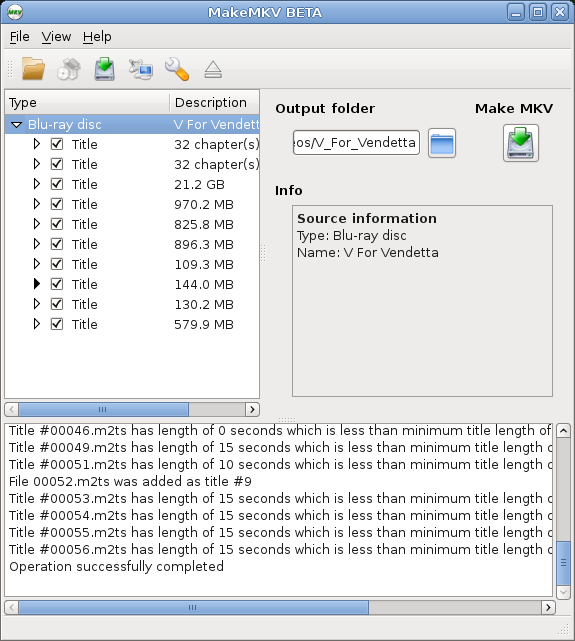 MakeMKV BETA
File View Help
Type Description
Blu-ray disc V For Vendett
Title 32 chapter(s)
Title 32 chapter(s)
Title 21.2 GB
Title 970.2 MB
Title 825.8 MB
Title 896.3 MB
Title 109.3 MB
Title 144.0 MB
Title 130.2 MB
Title 579.9 MB
Output folder Make MKV
os/V_For_Vendetta
Info
Source information
Type: Blu-ray disc
Name: V For Vendetta
Title #00046.m2ts has length of 0 seconds which is less than minimum title length of
Title #00049.m2ts has length of 15 seconds which is less than minimum title length
Title #00051.m2ts has length of 10 seconds which is less than minimum title length
File 00052.m2ts was added as title #9
Title #00053.m2ts has length of 15 seconds which is less than minimum title length
Title #00054.m2ts has length of 15 seconds which is less than minimum title length
Title #00055.m2ts has length of 15 seconds which is less than minimum title length
Title #00056.m2ts has length of 15 seconds which is less than minimum title length
Operation successfully completed